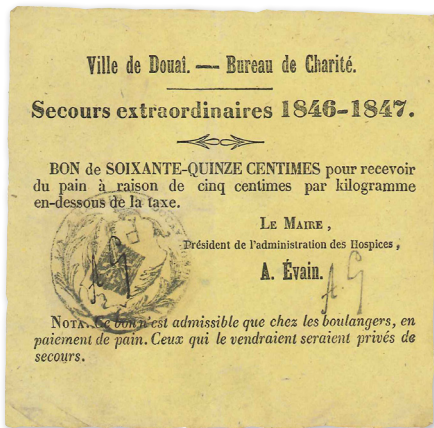 Ville de Douai. — Bureau de Charité.
Secours extraordinaires 1846-1847.
BON de SOIXANTE-QUINZE CENTIMES pour recevoir
du pain à raison de cinq centimes par kilogramme
en-dessous de la taxe.
LE MAIRE,
Président de l'administration des Hospices,
A. Évain.
A. G
A. G
NOTA. Ce bon n'est admissible que chez les boulangers, en
paiement de pain. Ceux qui le vendraient seraient privés de
secours.